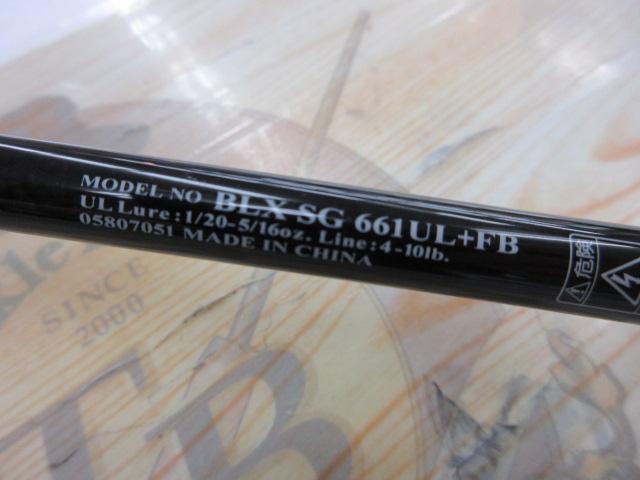 MODEL NO BLX SG 661UL+FB
UL Lure:1/20-5/16oz. Line:4-10lb.
05807051 MADE IN CHINA
危険
SINCE
2000
TB